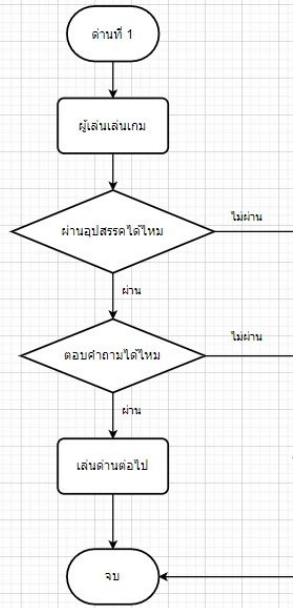 ด่านที่ 1
ผู้เล่นเล่นเกม
ผ่านอุปสรรคได้ไหม
ไม่ผ่าน
ผ่าน
ตอบคำถามได้ไหม
ไม่ผ่าน
ผ่าน
เล่นด่านต่อไป
จบ